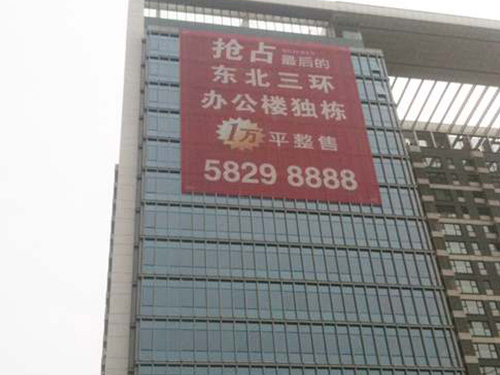 抢占最后的
东北三环
办公楼独栋
1万平整售
5829 8888